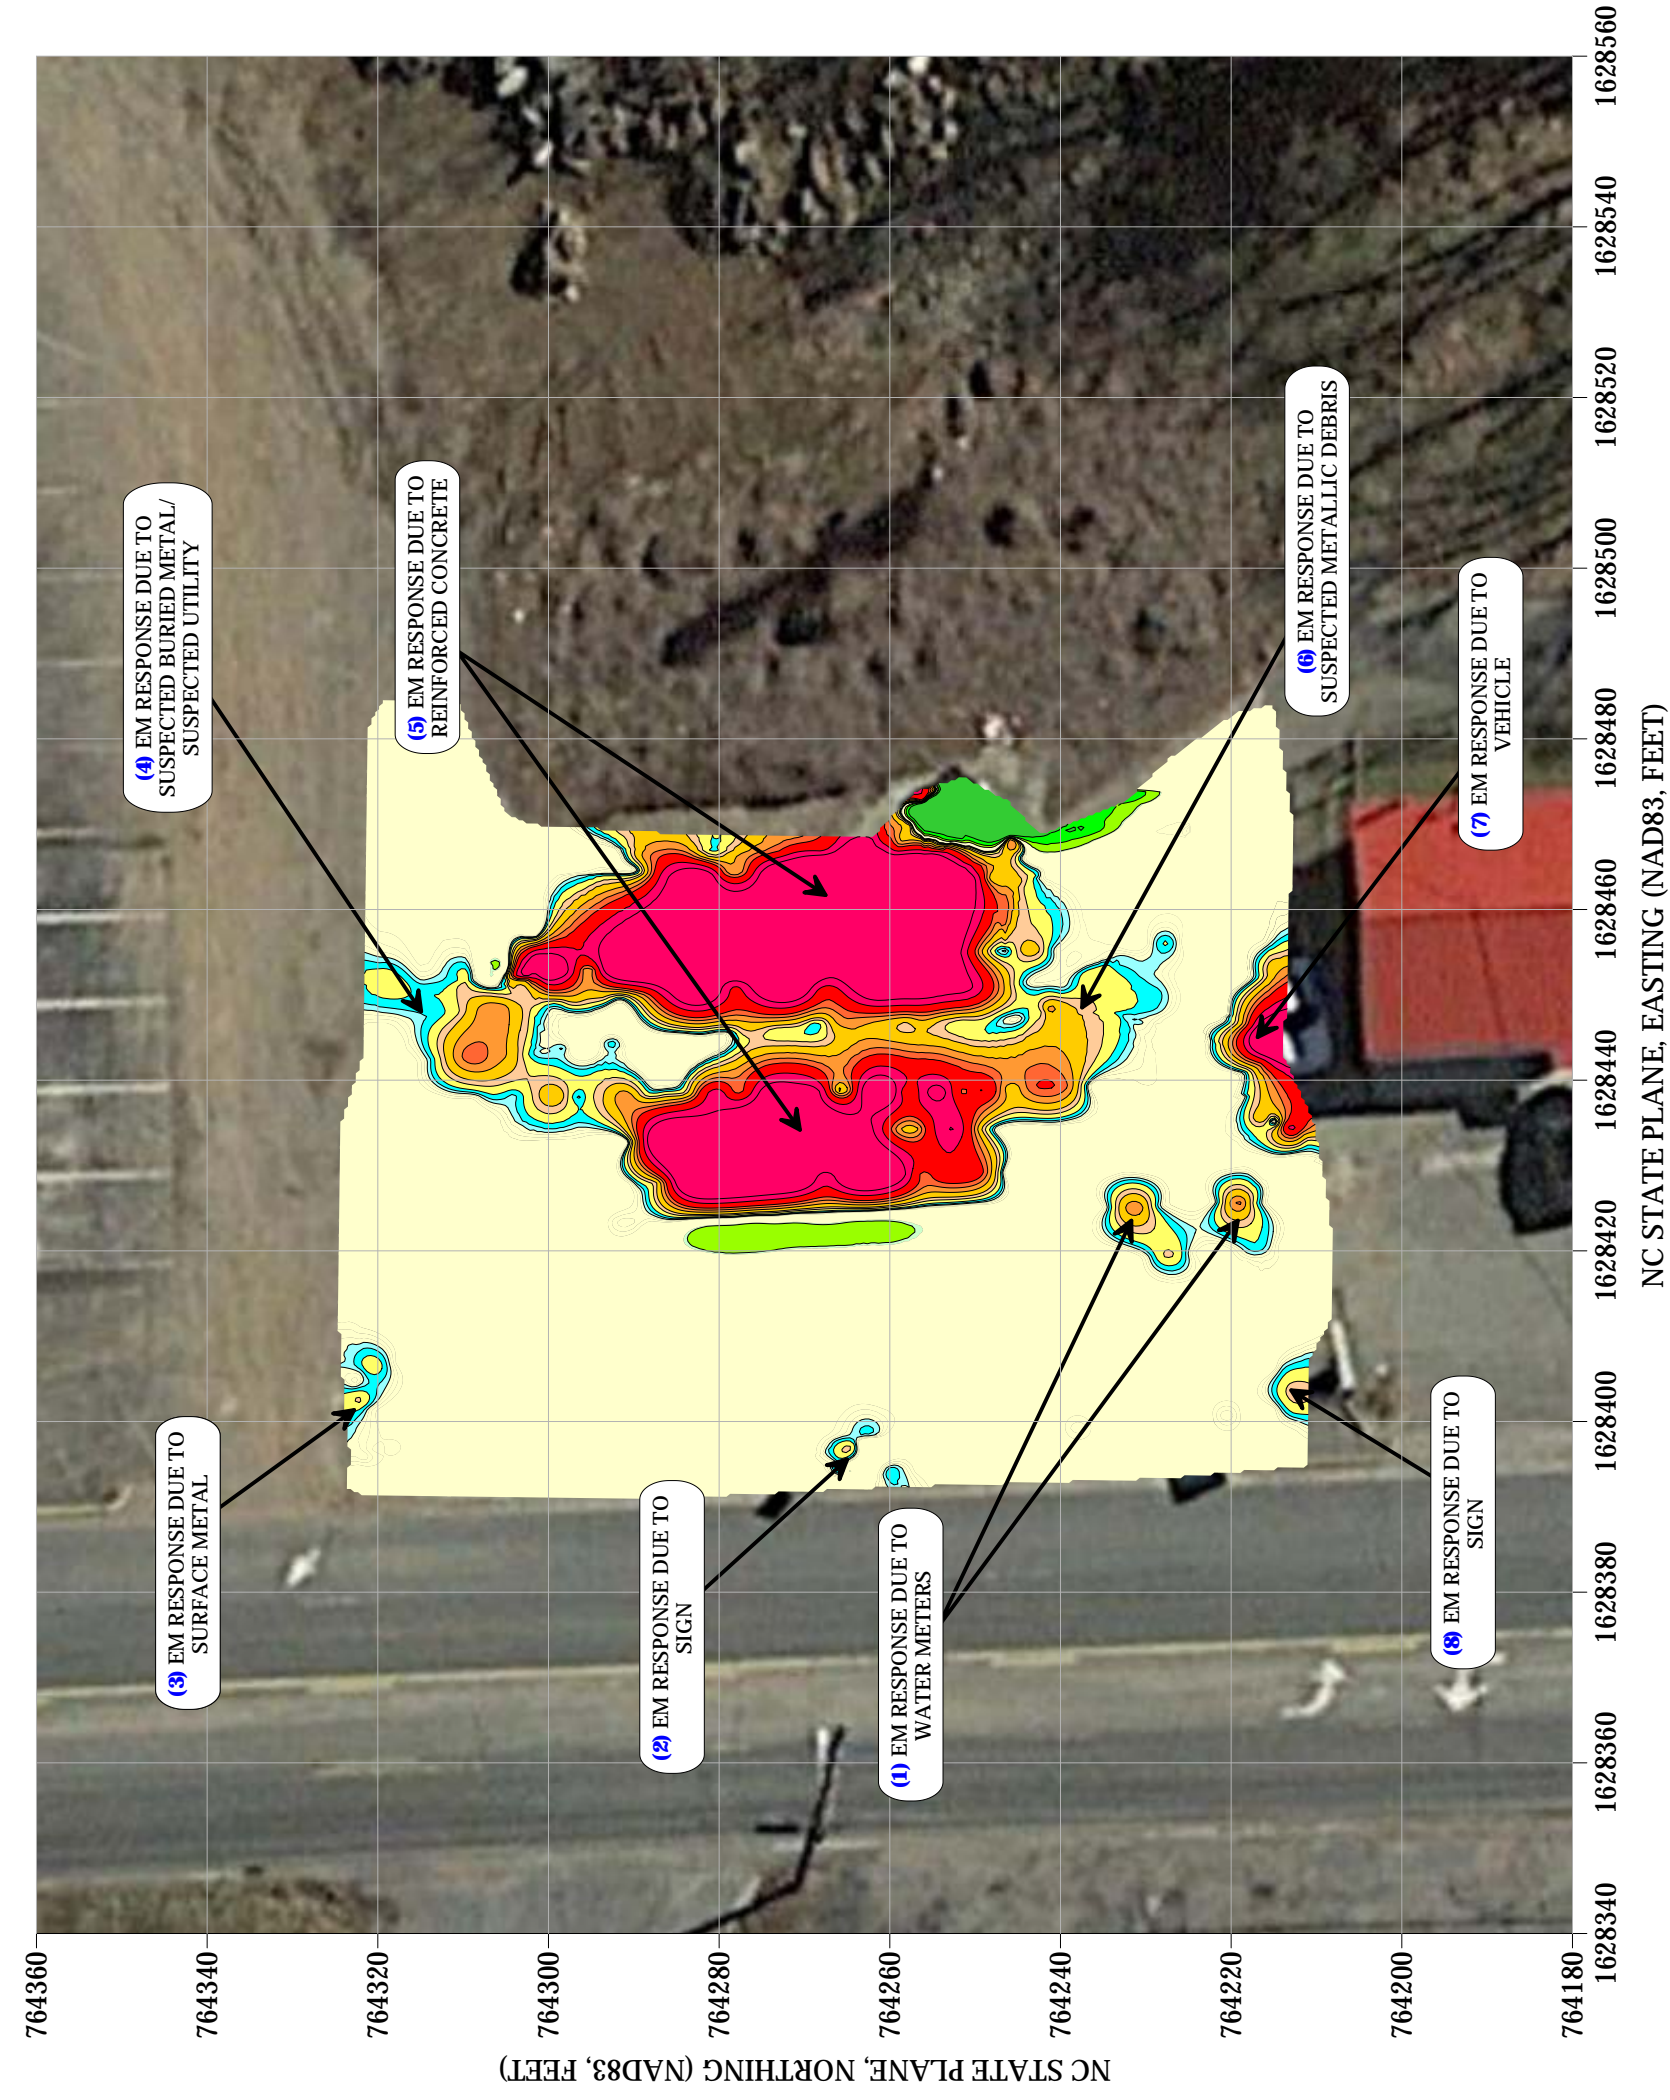 (4) EM RESPONSE DUE TO
SUSPECTED BURIED METAL/
SUSPECTED UTILITY
(5) EM RESPONSE DUE TO
REINFORCED CONCRETE
(6) EM RESPONSE DUE TO
SUSPECTED METALLIC DEBRIS
(7) EM RESPONSE DUE TO
VEHICLE
(3) EM RESPONSE DUE TO
SURFACE METAL
(2) EM RESPONSE DUE TO
SIGN
(1) EM RESPONSE DUE TO
WATER METERS
(8) EM RESPONSE DUE TO
SIGN
764360
764340
764320
764300
764280
764260
764240
764220
764200
764180
NC STATE PLANE, NORTHING (NAD83, FEET)
1628340
1628360
1628380
1628400
1628420
1628440
1628460
1628480
1628500
1628520
1628540
1628560
NC STATE PLANE, EASTING (NAD83, FEET)